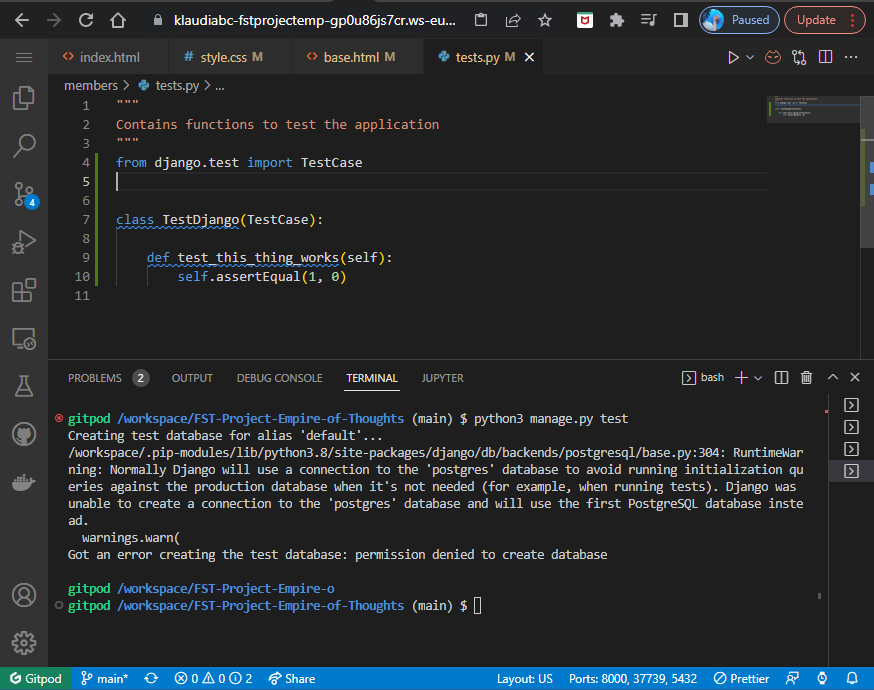 klaudiabc-fstprojectemp-gp0u86js7cr.ws-eu...
Paused
Update
index.html
style.css M
base.html M
tests.py M
members > tests.py > ...
1 """
2 Contains functions to test the application
3 """
4 from django.test import TestCase
5
6
7 class TestDjango(TestCase):
8
9 def test_this_thing_works(self):
10 self.assertEqual(1, 0)
11
4
PROBLEMS 2 OUTPUT DEBUG CONSOLE TERMINAL JUPYTER bash
gitpod /workspace/FST-Project-Empire-of-Thoughts (main) $ python3 manage.py test
Creating test database for alias 'default'...
/workspace/.pip-modules/lib/python3.8/site-packages/django/db/backends/postgresql/base.py:304: RuntimeWar
ning: Normally Django will use a connection to the 'postgres' database to avoid running initialization qu
eries against the production database when it's not needed (for example, when running tests). Django was
unable to create a connection to the 'postgres' database and will use the first PostgreSQL database inste
ad.
warnings.warn(
Got an error creating the test database: permission denied to create database
gitpod /workspace/FST-Project-Empire-o
gitpod /workspace/FST-Project-Empire-of-Thoughts (main) $
Gitpod main* 0 0 2 Share Layout: US Ports: 8000, 37739, 5432 Prettier